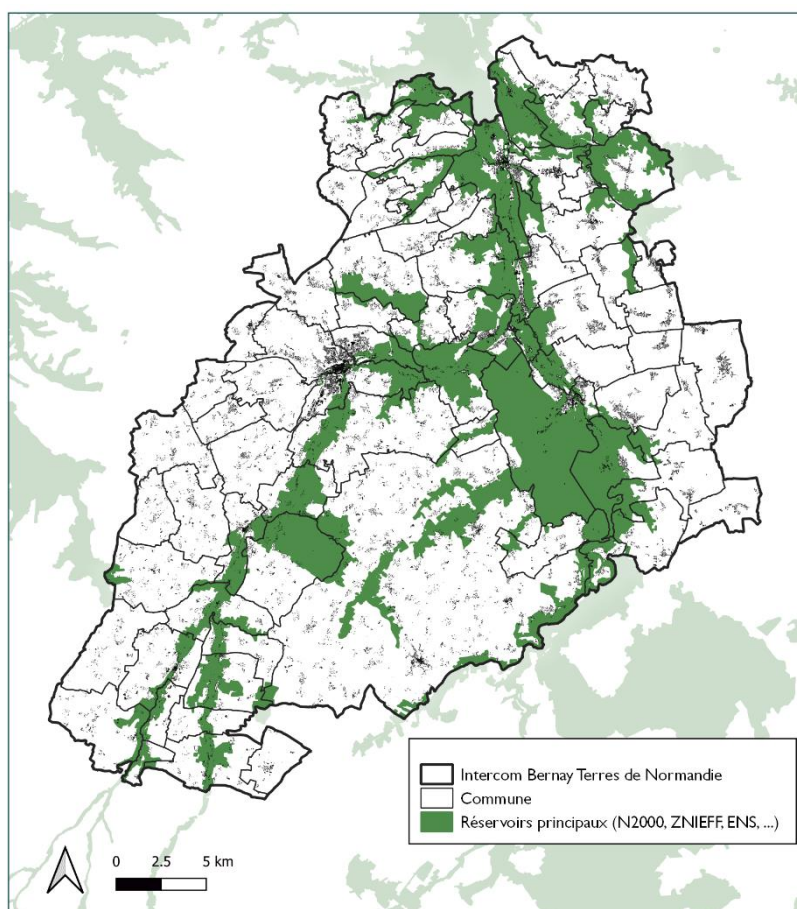 Intercom Bernay Terres de Normandie
Commune
Réservoirs principaux (N2000, ZNIEFF, ENS, ...)
0 2.5 5 km